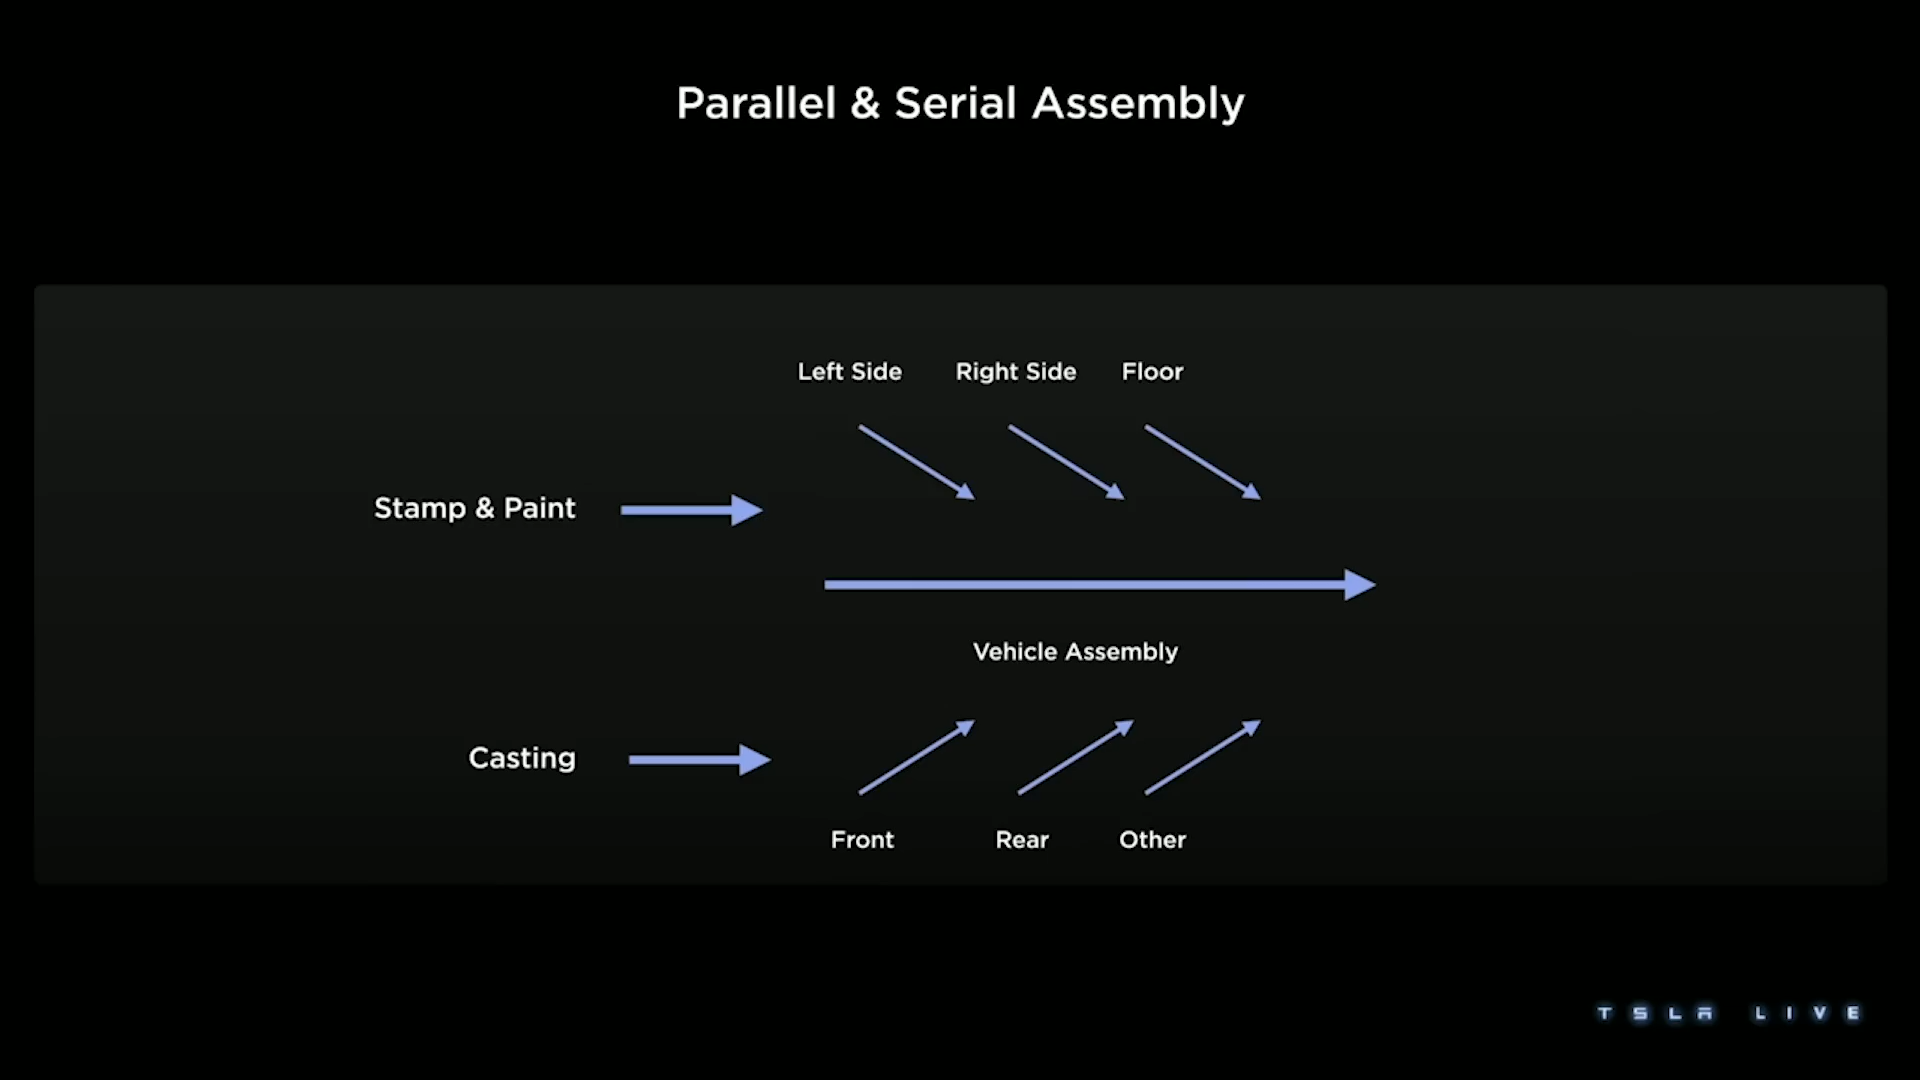 Parallel & Serial Assembly
Left Side
Right Side
Floor
Stamp & Paint
Vehicle Assembly
Casting
Front
Rear
Other
TSLA LIVE